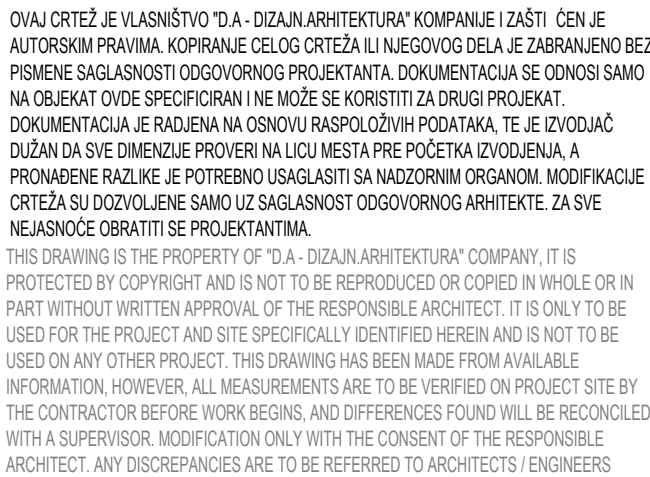 OVAJ CRTEŽ JE VLASNIŠTVO "D.A - DIZAJN.ARHITEKTURA" KOMPANIJE I ZAŠTI ĆEN JE
AUTORSKIM PRAVIMA. KOPIRANJE CELOG CRTEŽA ILI NJEGOVOG DELA JE ZABRANJENO BEZ
PISMENE SAGLASNOSTI ODGOVORNOG PROJEKTANTA. DOKUMENTACIJA SE ODNOSI SAMO
NA OBJEKAT OVDE SPECIFICIRAN I NE MOŽE SE KORISTITI ZA DRUGI PROJEKAT.
DOKUMENTACIJA JE RADJENA NA OSNOVU RASPOLOŽIVIH PODATAKA, TE JE IZVODJAČ
DUŽAN DA SVE DIMENZIJE PROVERI NA LICU MESTA PRE POČETKA IZVODJENJA, A
PRONAĐENE RAZLIKE JE POTREBNO USAGLASITI SA NADZORNIM ORGANOM. MODIFIKACIJE
CRTEŽA SU DOZVOLJENE SAMO UZ SAGLASNOST ODGOVORNOG ARHITEKTE. ZA SVE
NEJASNOĆE OBRATITI SE PROJEKTANTIMA.
THIS DRAWING IS THE PROPERTY OF "D.A - DIZAJN.ARHITEKTURA" COMPANY, IT IS
PROTECTED BY COPYRIGHT AND IS NOT TO BE REPRODUCED OR COPIED IN WHOLE OR IN
PART WITHOUT WRITTEN APPROVAL OF THE RESPONSIBLE ARCHITECT. IT IS ONLY TO BE
USED FOR THE PROJECT AND SITE SPECIFICALLY IDENTIFIED HEREIN AND IS NOT TO BE
USED ON ANY OTHER PROJECT. THIS DRAWING HAS BEEN MADE FROM AVAILABLE
INFORMATION, HOWEVER, ALL MEASUREMENTS ARE TO BE VERIFIED ON PROJECT SITE BY
THE CONTRACTOR BEFORE WORK BEGINS, AND DIFFERENCES FOUND WILL BE RECONCILED
WITH A SUPERVISOR. MODIFICATION ONLY WITH THE CONSENT OF THE RESPONSIBLE
ARCHITECT. ANY DISCREPANCIES ARE TO BE REFERRED TO ARCHITECTS / ENGINEERS